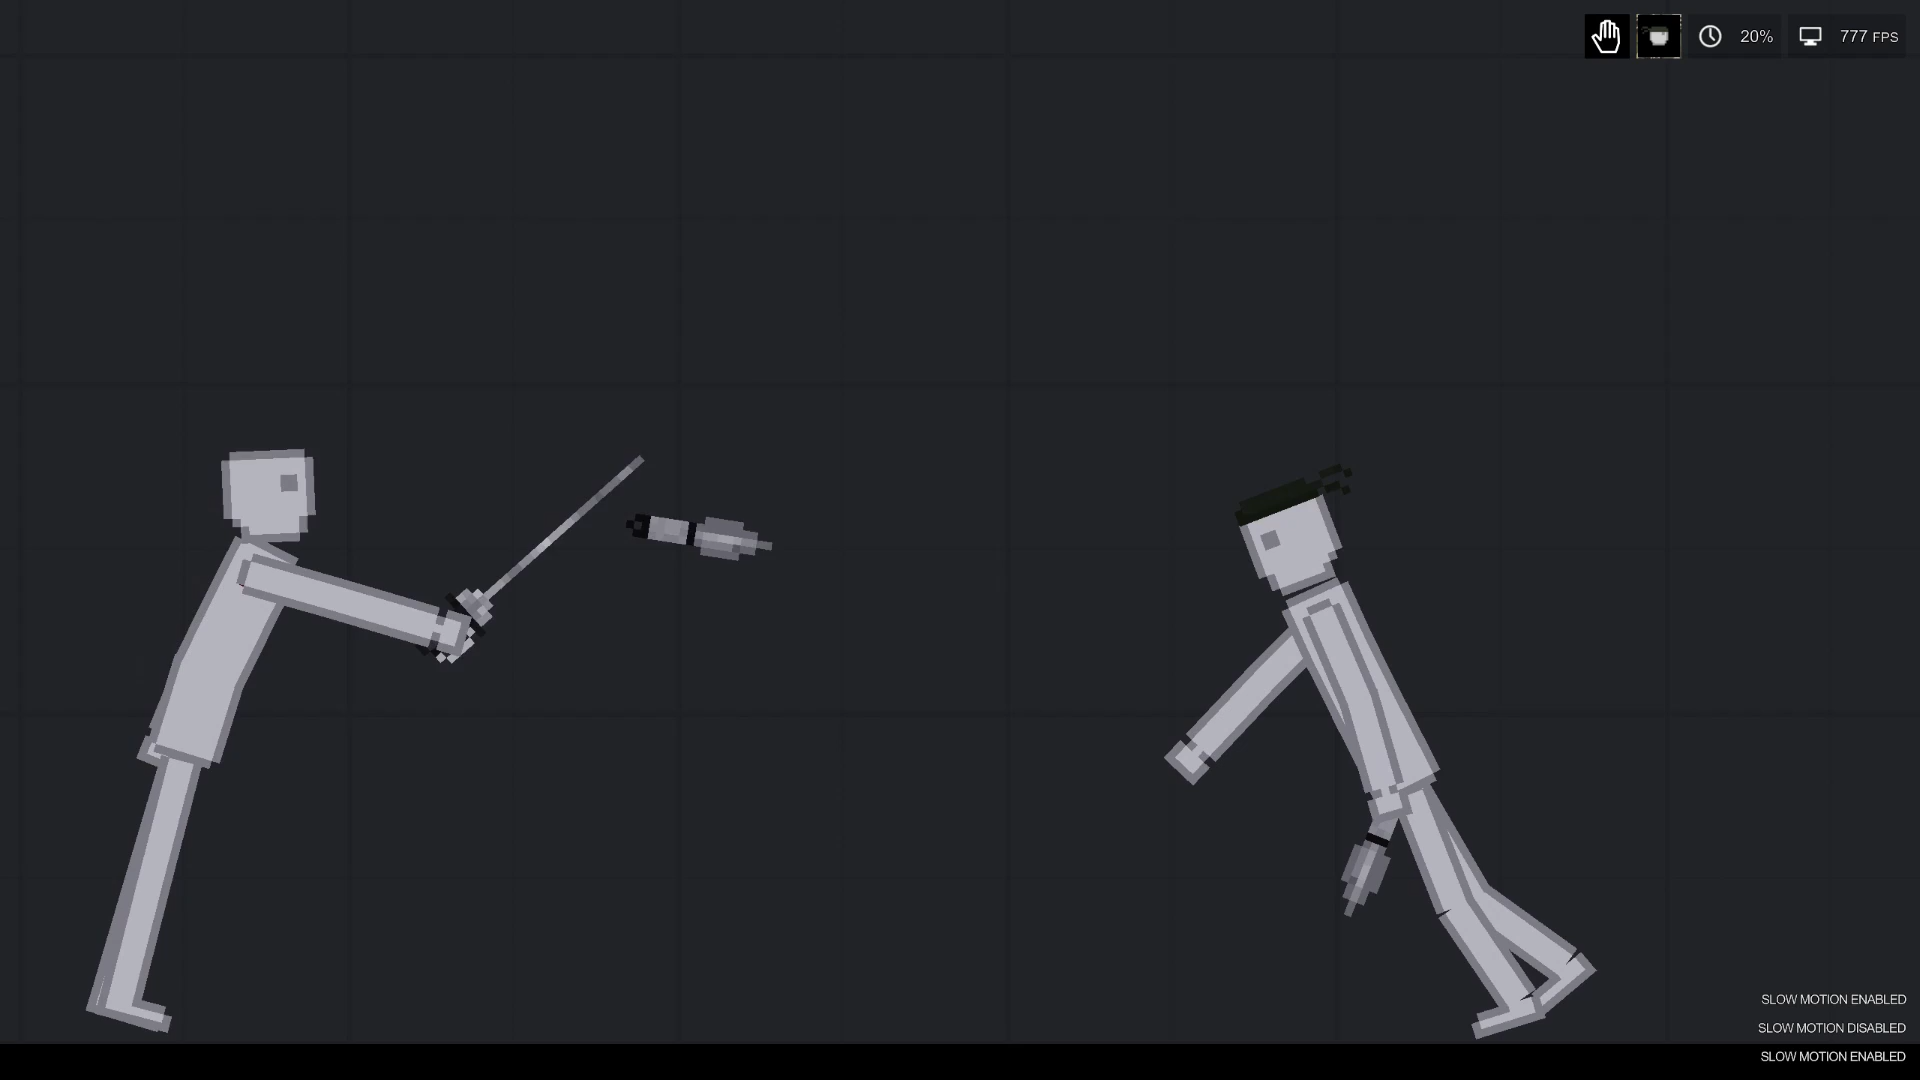 20%
777 FPS
SLOW MOTION ENABLED
SLOW MOTION DISABLED
SLOW MOTION ENABLED